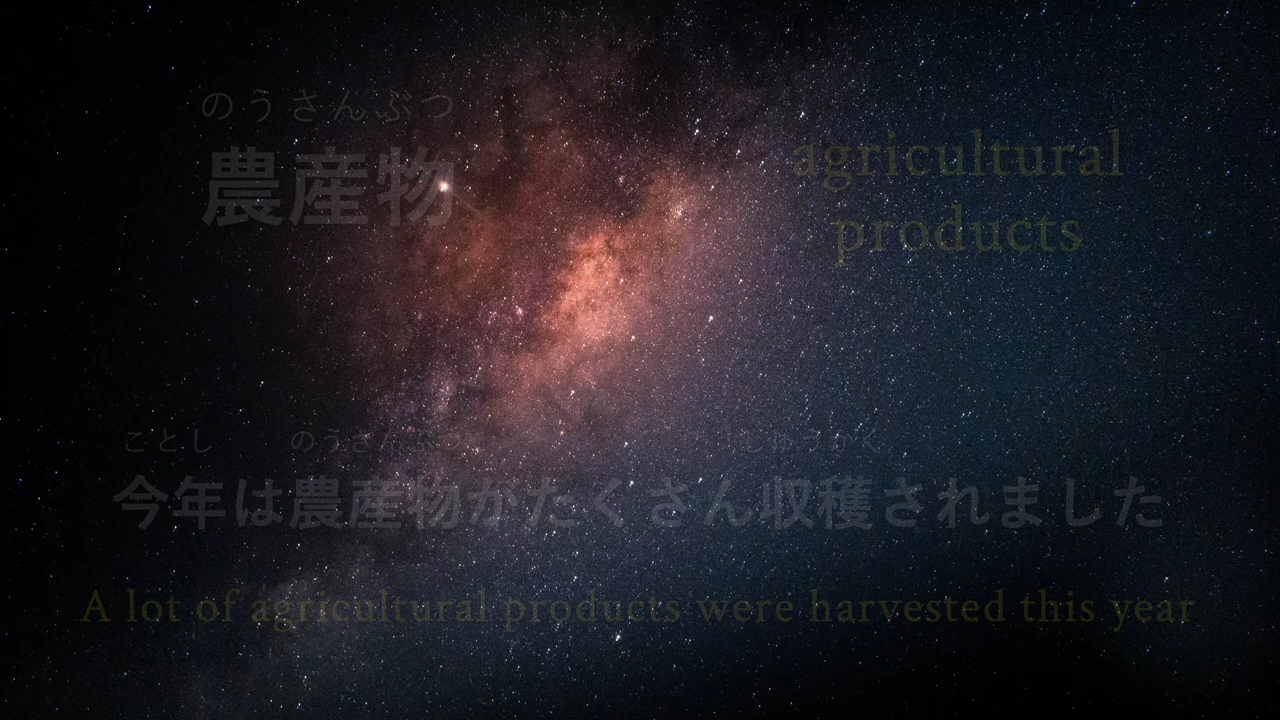 のうさんぶつ
農産物
agricultural
products
ことし のうさんぶつ しゅうかく
今年は農産物がたくさん収穫されました
A lot of agricultural products were harvested this year